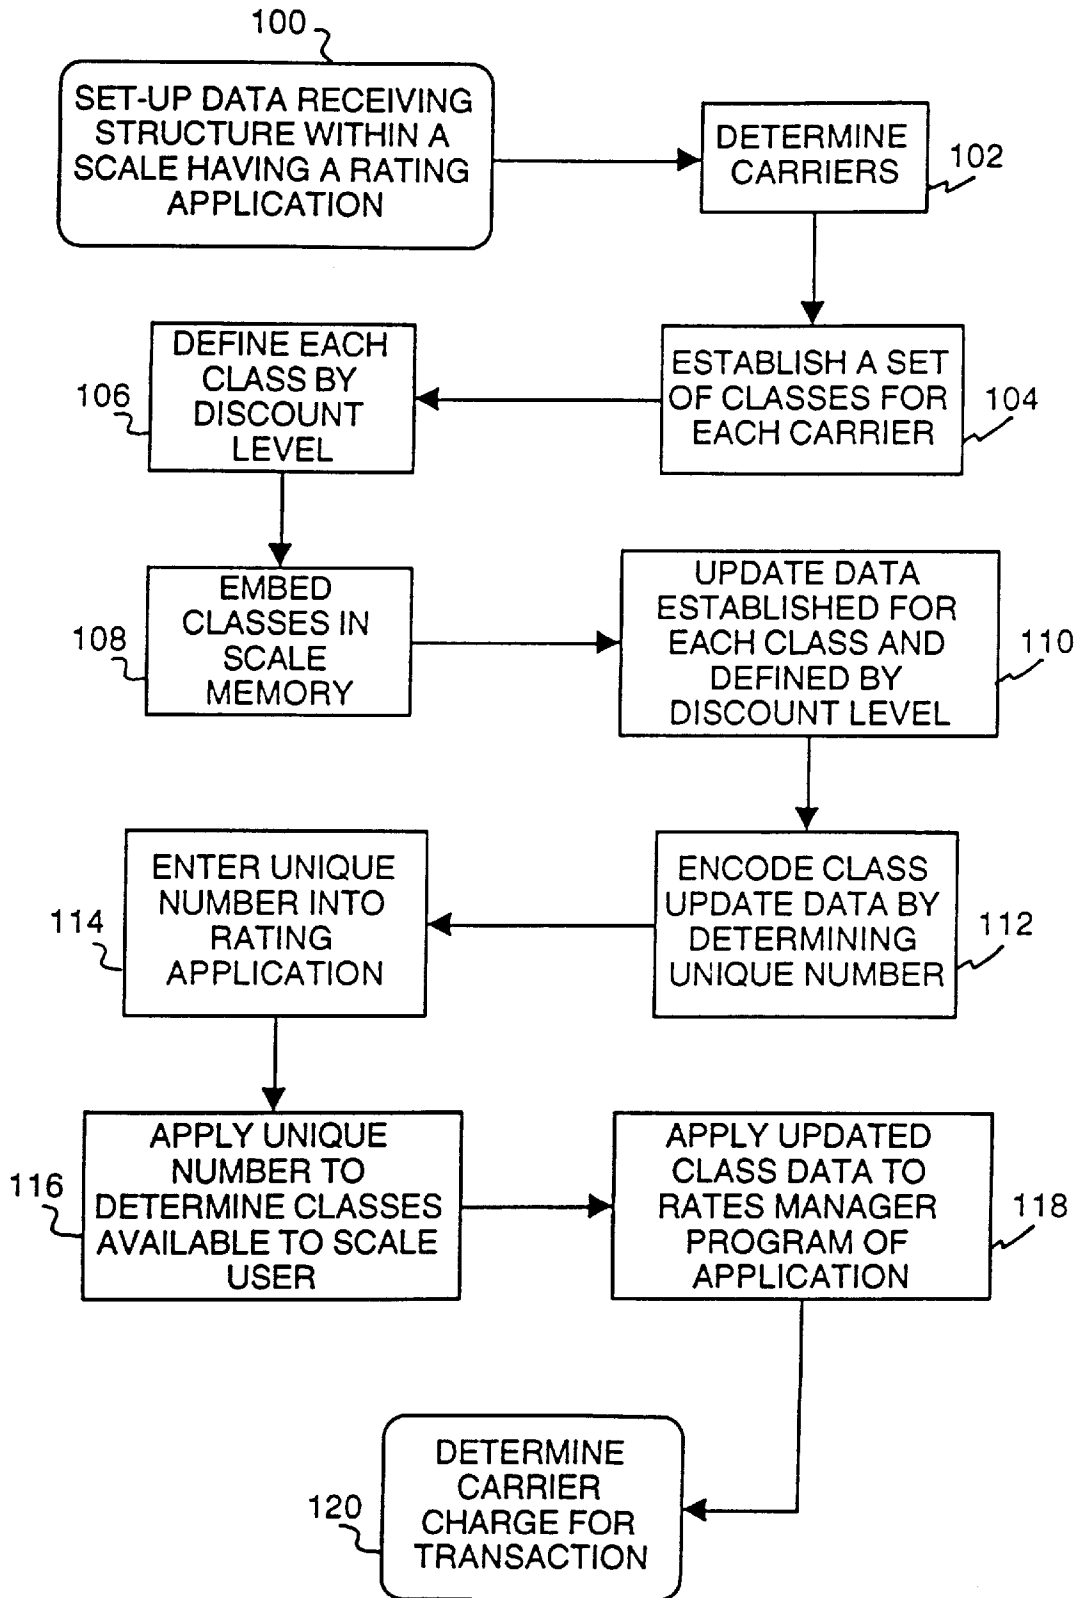 100
SET-UP DATA RECEIVING
STRUCTURE WITHIN A
SCALE HAVING A RATING
APPLICATION
DETERMINE
CARRIERS
102
ESTABLISH A SET
OF CLASSES FOR
EACH CARRIER
104
DEFINE EACH
CLASS BY
DISCOUNT
LEVEL
106
EMBED
CLASSES IN
SCALE
MEMORY
108
UPDATE DATA
ESTABLISHED FOR
EACH CLASS AND
DEFINED BY
DISCOUNT LEVEL
110
ENCODE CLASS
UPDATE DATA BY
DETERMINING
UNIQUE NUMBER
112
ENTER UNIQUE
NUMBER INTO
RATING
APPLICATION
114
APPLY UNIQUE
NUMBER TO
DETERMINE CLASSES
AVAILABLE TO SCALE
USER
116
APPLY UPDATED
CLASS DATA TO
RATES MANAGER
PROGRAM OF
APPLICATION
118
DETERMINE
CARRIER
CHARGE FOR
TRANSACTION
120